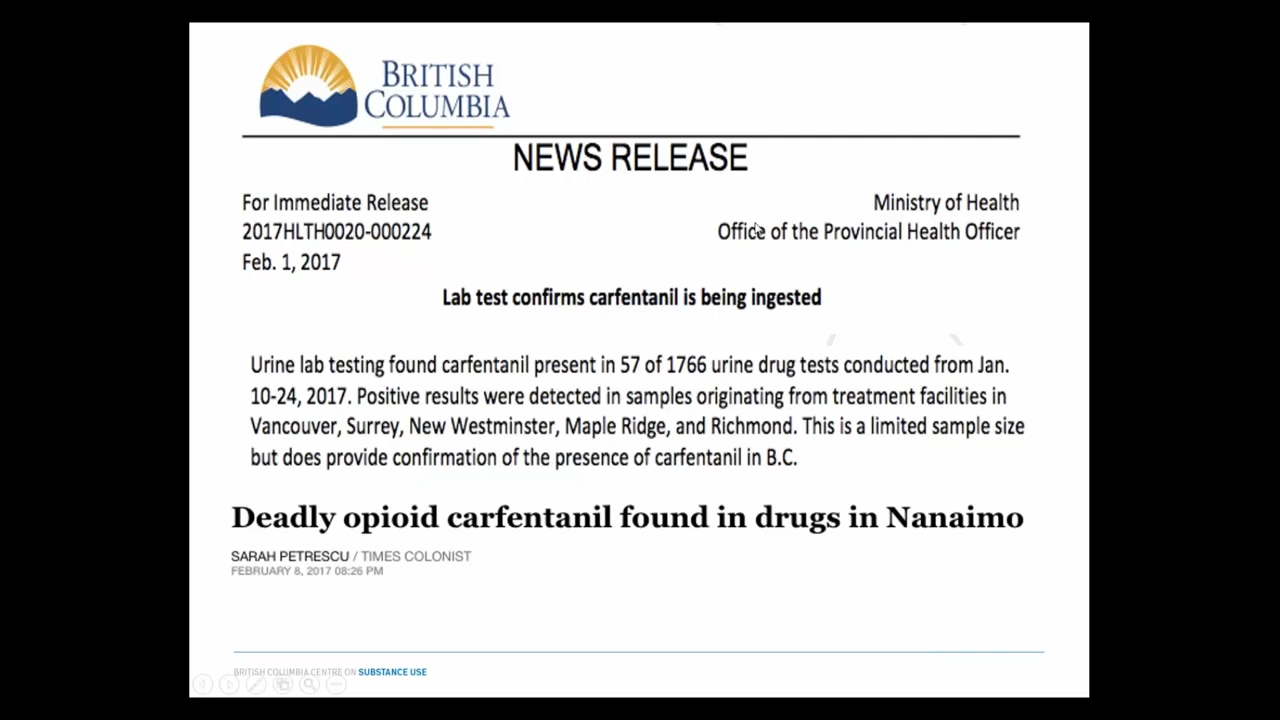 BRITISH
COLUMBIA
NEWS RELEASE
For Immediate Release
2017HLTH0020-000224
Feb. 1, 2017
Ministry of Health
Office of the Provincial Health Officer
Lab test confirms carfentanil is being ingested
Urine lab testing found carfentanil present in 57 of 1766 urine drug tests conducted from Jan.
10-24, 2017. Positive results were detected in samples originating from treatment facilities in
Vancouver, Surrey, New Westminster, Maple Ridge, and Richmond. This is a limited sample size
but does provide confirmation of the presence of carfentanil in B.C.
Deadly opioid carfentanil found in drugs in Nanaimo
SARAH PETRESCU / TIMES COLONIST
FEBRUARY 8, 2017 08:26 PM
BRITISH COLUMBIA CENTRE ON SUBSTANCE USE